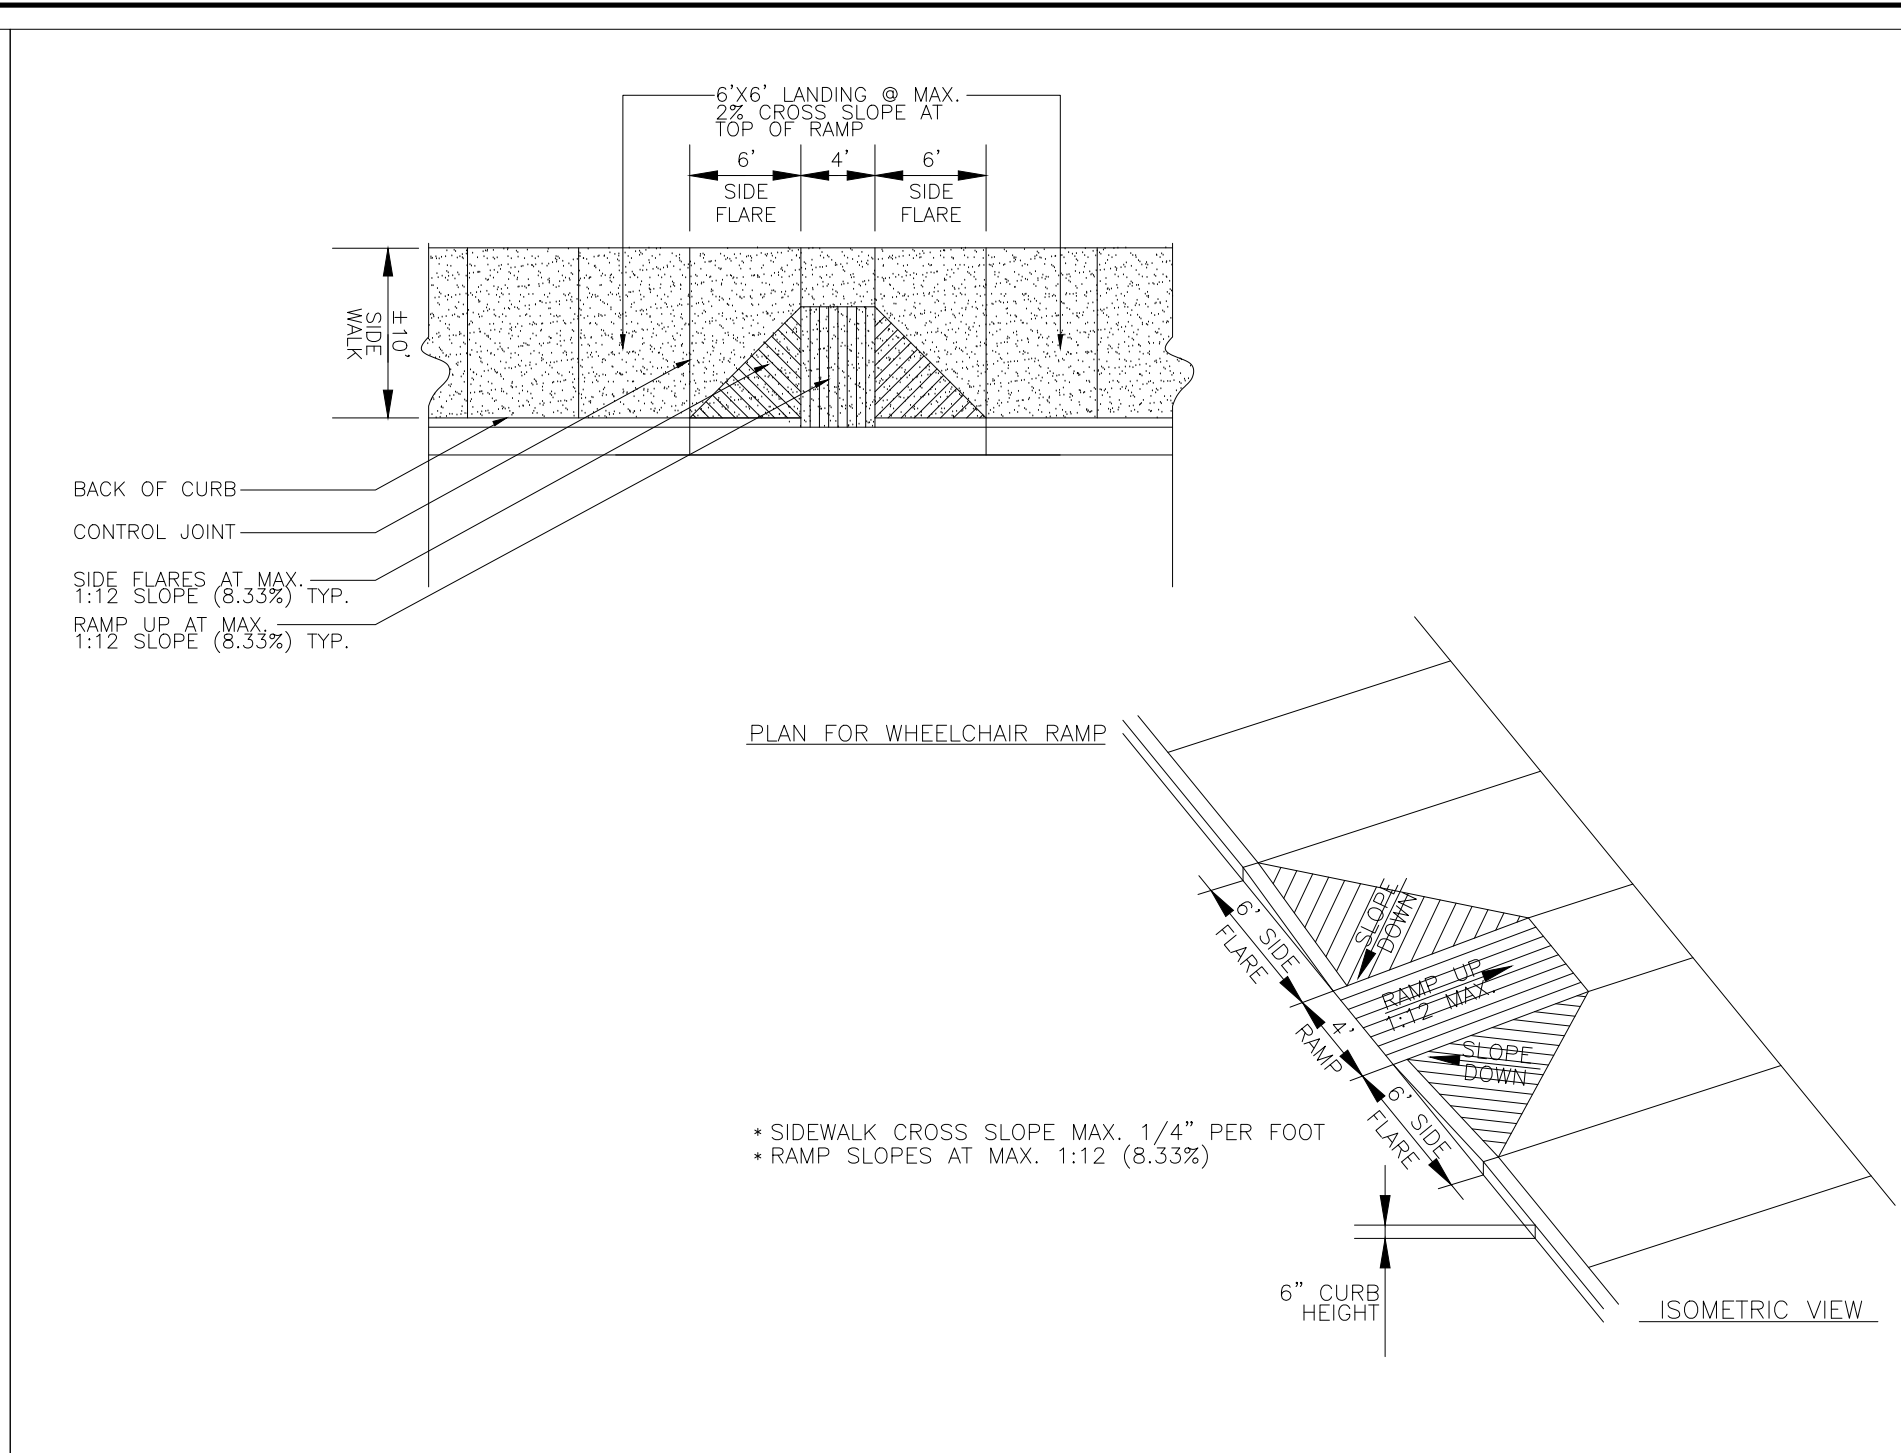 6'X6' LANDING @ MAX.
2% CROSS SLOPE AT
TOP OF RAMP
6'
4'
6'
SIDE
FLARE
SIDE
FLARE
±10'
SIDE
WALK
BACK OF CURB
CONTROL JOINT
SIDE FLARES AT MAX.
1:12 SLOPE (8.33%) TYP.
RAMP UP AT MAX.
1:12 SLOPE (8.33%) TYP.
PLAN FOR WHEELCHAIR RAMP
SLOPE
DOWN
6' SIDE
FLARE
RAMP UP
1:12 MAX.
4'
RAMP
SLOPE
DOWN
6' SIDE
FLARE
* SIDEWALK CROSS SLOPE MAX. 1/4" PER FOOT
* RAMP SLOPES AT MAX. 1:12 (8.33%)
6" CURB
HEIGHT
ISOMETRIC VIEW